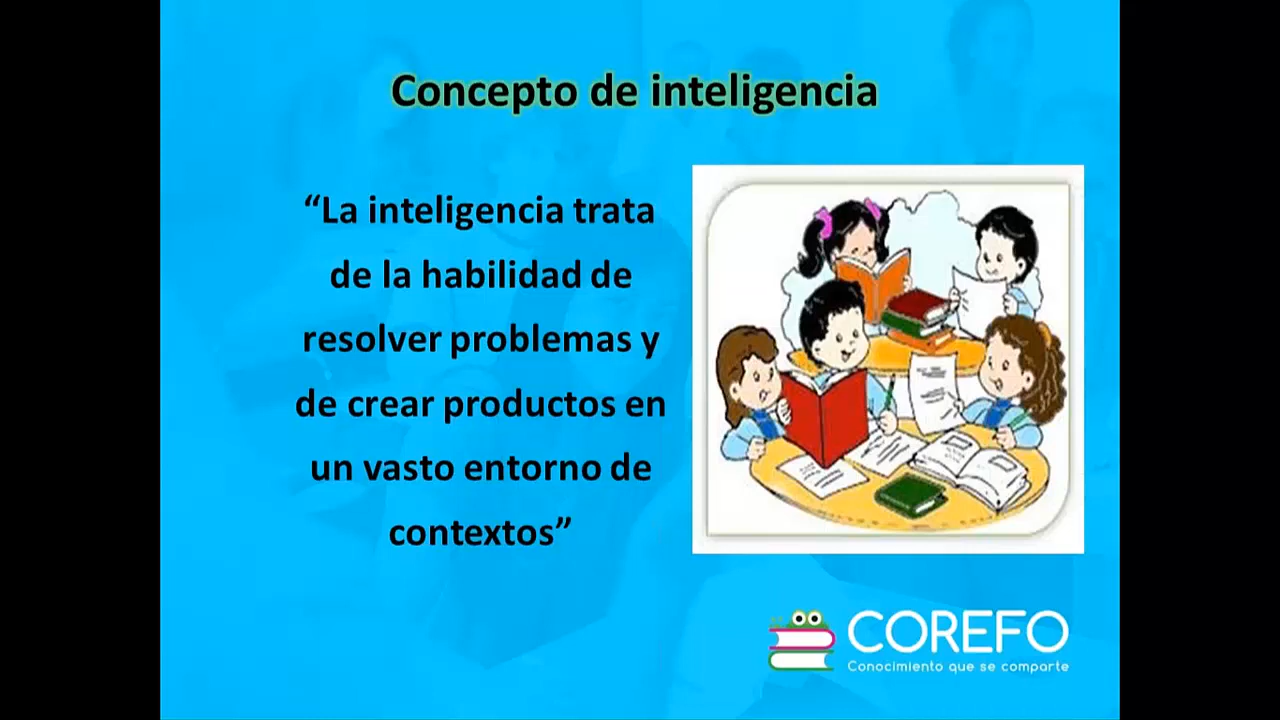 Concepto de inteligencia
“La inteligencia trata
de la habilidad de
resolver problemas y
de crear productos en
un vasto entorno de
contextos”
COREFO
Conocimiento que se comparte